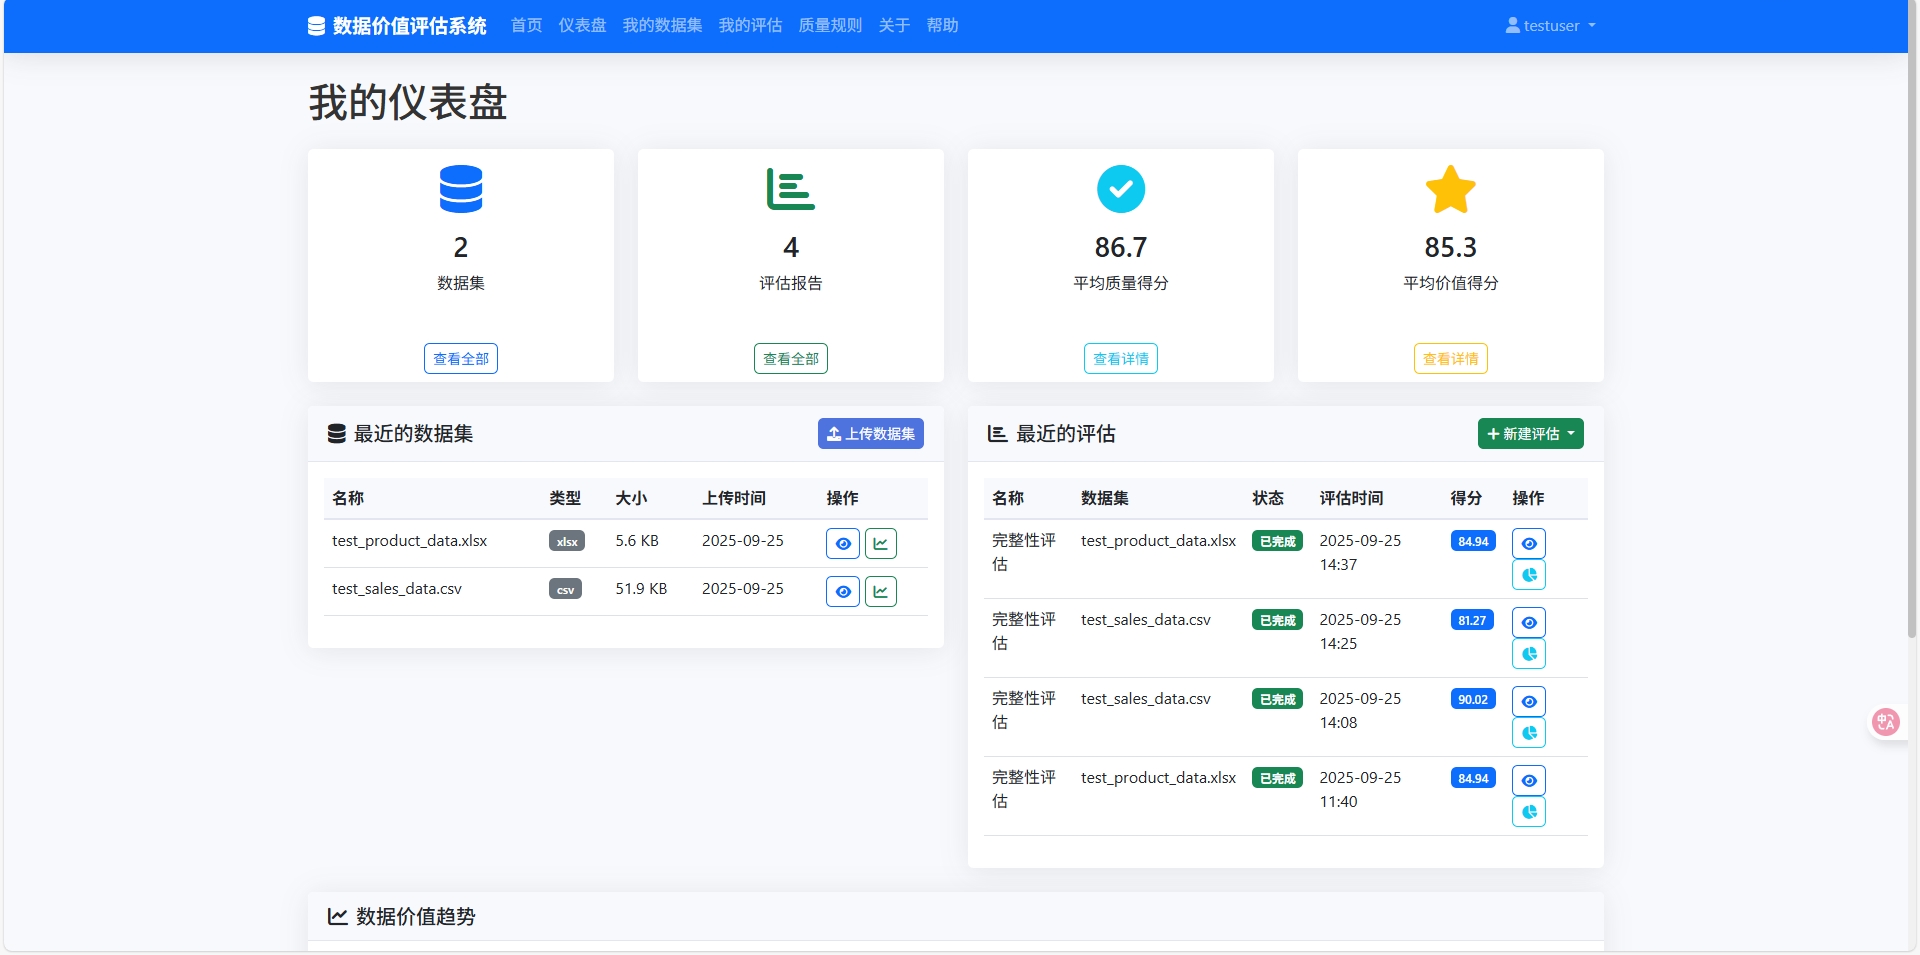 数据价值评估系统 首页 仪表盘 我的数据集 我的评估 质量规则 关于 帮助 testuser
我的仪表盘
2
数据集
查看全部
4
评估报告
查看全部
86.7
平均质量得分
查看详情
85.3
平均价值得分
查看详情
最近的数据集 上传数据集
名称 类型 大小 上传时间 操作
test_product_data.xlsx xlsx 5.6 KB 2025-09-25
test_sales_data.csv csv 51.9 KB 2025-09-25
最近的评估 新建评估
名称 数据集 状态 评估时间 得分 操作
完整性评 test_product_data.xlsx 已完成 2025-09-25 84.94
估 14:37
完整性评 test_sales_data.csv 已完成 2025-09-25 81.27
估 14:25
完整性评 test_sales_data.csv 已完成 2025-09-25 90.02
估 14:08
完整性评 test_product_data.xlsx 已完成 2025-09-25 84.94
估 11:40
数据价值趋势